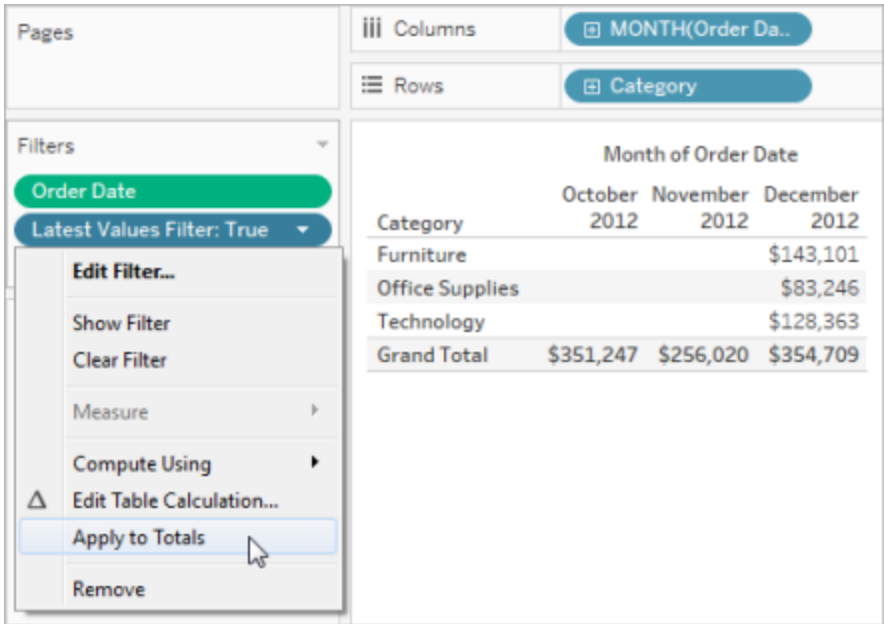 Pages
Columns
MONTH(Order Da..
Rows
Category
Filters
Order Date
Latest Values Filter: True
Edit Filter...
Show Filter
Clear Filter
Measure
Compute Using
Edit Table Calculation...
Apply to Totals
Remove
Month of Order Date
October November December
Category 2012 2012 2012
Furniture $143,101
Office Supplies $83,246
Technology $128,363
Grand Total $351,247 $256,020 $354,709